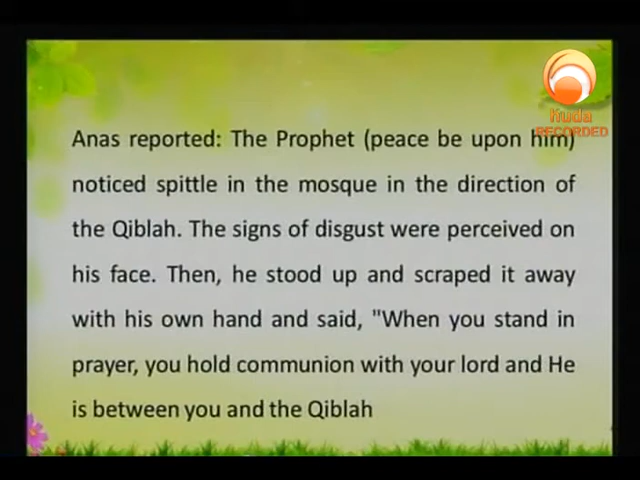 Huda
RECORDED
Anas reported: The Prophet (peace be upon him)
noticed spittle in the mosque in the direction of
the Qiblah. The signs of disgust were perceived on
his face. Then, he stood up and scraped it away
with his own hand and said, "When you stand in
prayer, you hold communion with your lord and He
is between you and the Qiblah